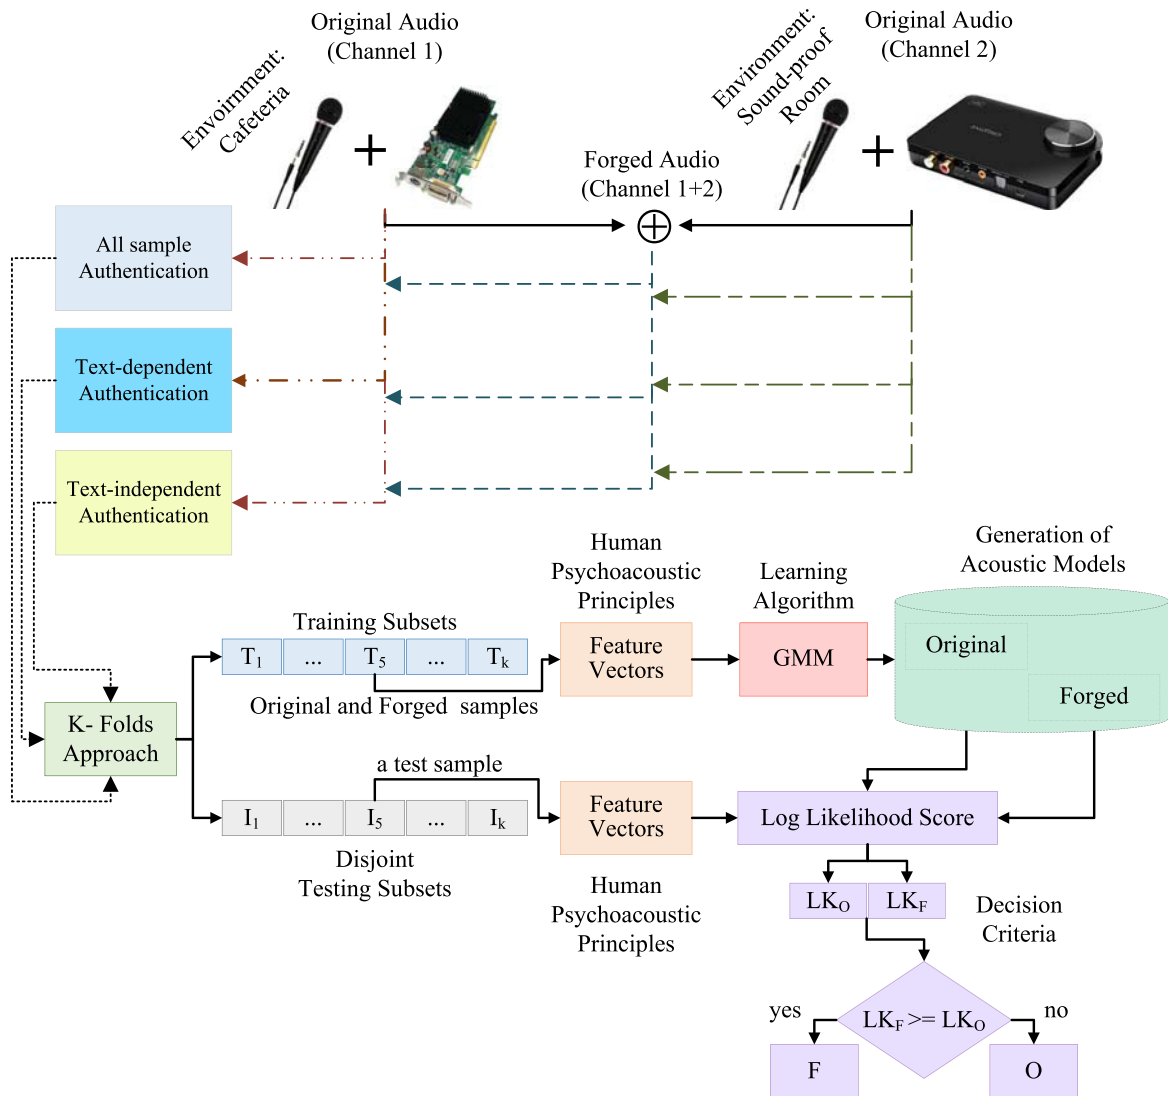 Original Audio
(Channel 1)
Envoirnment:
Cafeteria
Original Audio
(Channel 2)
Environment:
Sound-proof
Room
Forged Audio
(Channel 1+2)
All sample
Authentication
Text-dependent
Authentication
Text-independent
Authentication
Human
Psychoacoustic
Principles
Learning
Algorithm
Generation of
Acoustic Models
Training Subsets
T1 ... T5 ... Tk
Original and Forged samples
Feature
Vectors
GMM
Original
Forged
K- Folds
Approach
a test sample
I1 ... I5 ... Ik
Disjoint
Testing Subsets
Feature
Vectors
Human
Psychoacoustic
Principles
Log Likelihood Score
LKO LKF
Decision
Criteria
yes
LKF >= LKO
no
F
O